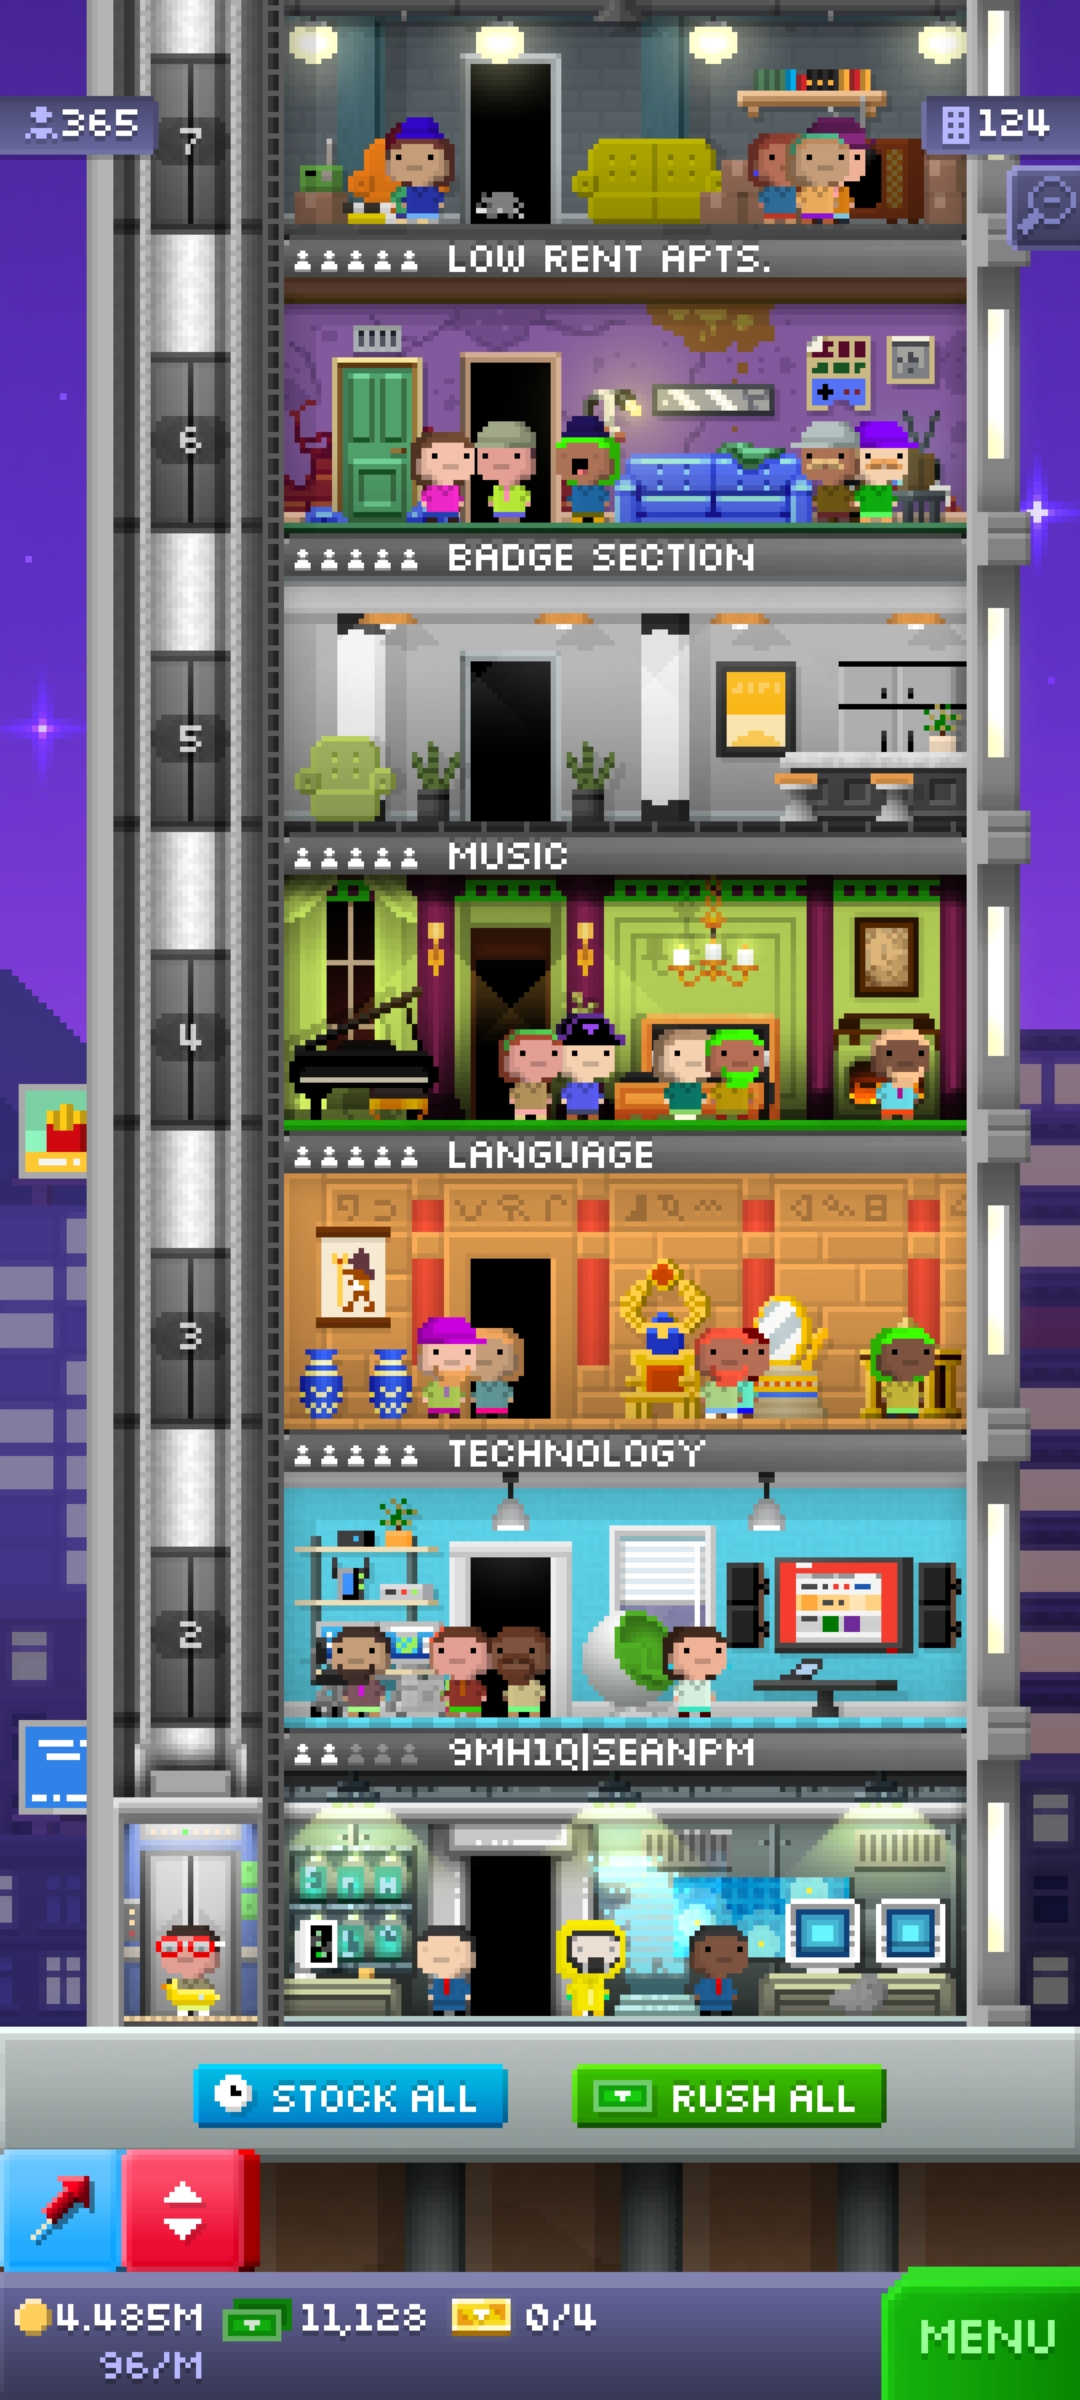 365
124
7
LOW RENT APTS.
6
BADGE SECTION
5
MUSIC
4
LANGUAGE
3
TECHNOLOGY
2
9MH1Q|SEANPM
STOCK ALL
RUSH ALL
4.485M
11,128
0/4
96/M
MENU